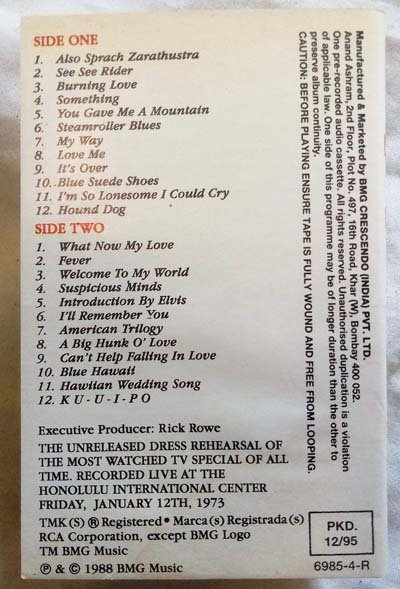 SIDE ONE
1. Also Sprach Zarathustra
2. See See Rider
3. Burning Love
4. Something
5. You Gave Me A Mountain
6. Steamroller Blues
7. My Way
8. Love Me
9. It's Over
10. Blue Suede Shoes
11. I'm So Lonesome I Could Cry
12. Hound Dog
SIDE TWO
1. What Now My Love
2. Fever
3. Welcome To My World
4. Suspicious Minds
5. Introduction By Elvis
6. I'll Remember You
7. American Trilogy
8. A Big Hunk O' Love
9. Can't Help Falling In Love
10. Blue Hawaii
11. Hawiian Wedding Song
12. K U - U - I - P O
Executive Producer: Rick Rowe
THE UNRELEASED DRESS REHEARSAL OF
THE MOST WATCHED TV SPECIAL OF ALL
TIME. RECORDED LIVE AT THE
HONOLULU INTERNATIONAL CENTER
FRIDAY, JANUARY 12TH, 1973
TMK (S) ® Registered • Marca (s) Registrada (s)
RCA Corporation, except BMG Logo
TM BMG Music
℗ & © 1988 BMG Music
PKD.
12/95
6985-4-R
Manufactured & Marketed by BMG CRESCENDO (INDIA) PVT. LTD.
Anand Ashram, 2nd Floor, Plot No. 497, 16th Road, Khar (W), Bombay 400 052.
One pre-recorded audio cassette. All rights reserved. Unauthorised duplication is a violation
of applicable law. One side of this programme may be of longer duration than the other to
preserve album continuity.
CAUTION: BEFORE PLAYING ENSURE TAPE IS FULLY WOUND AND FREE FROM LOOPING.